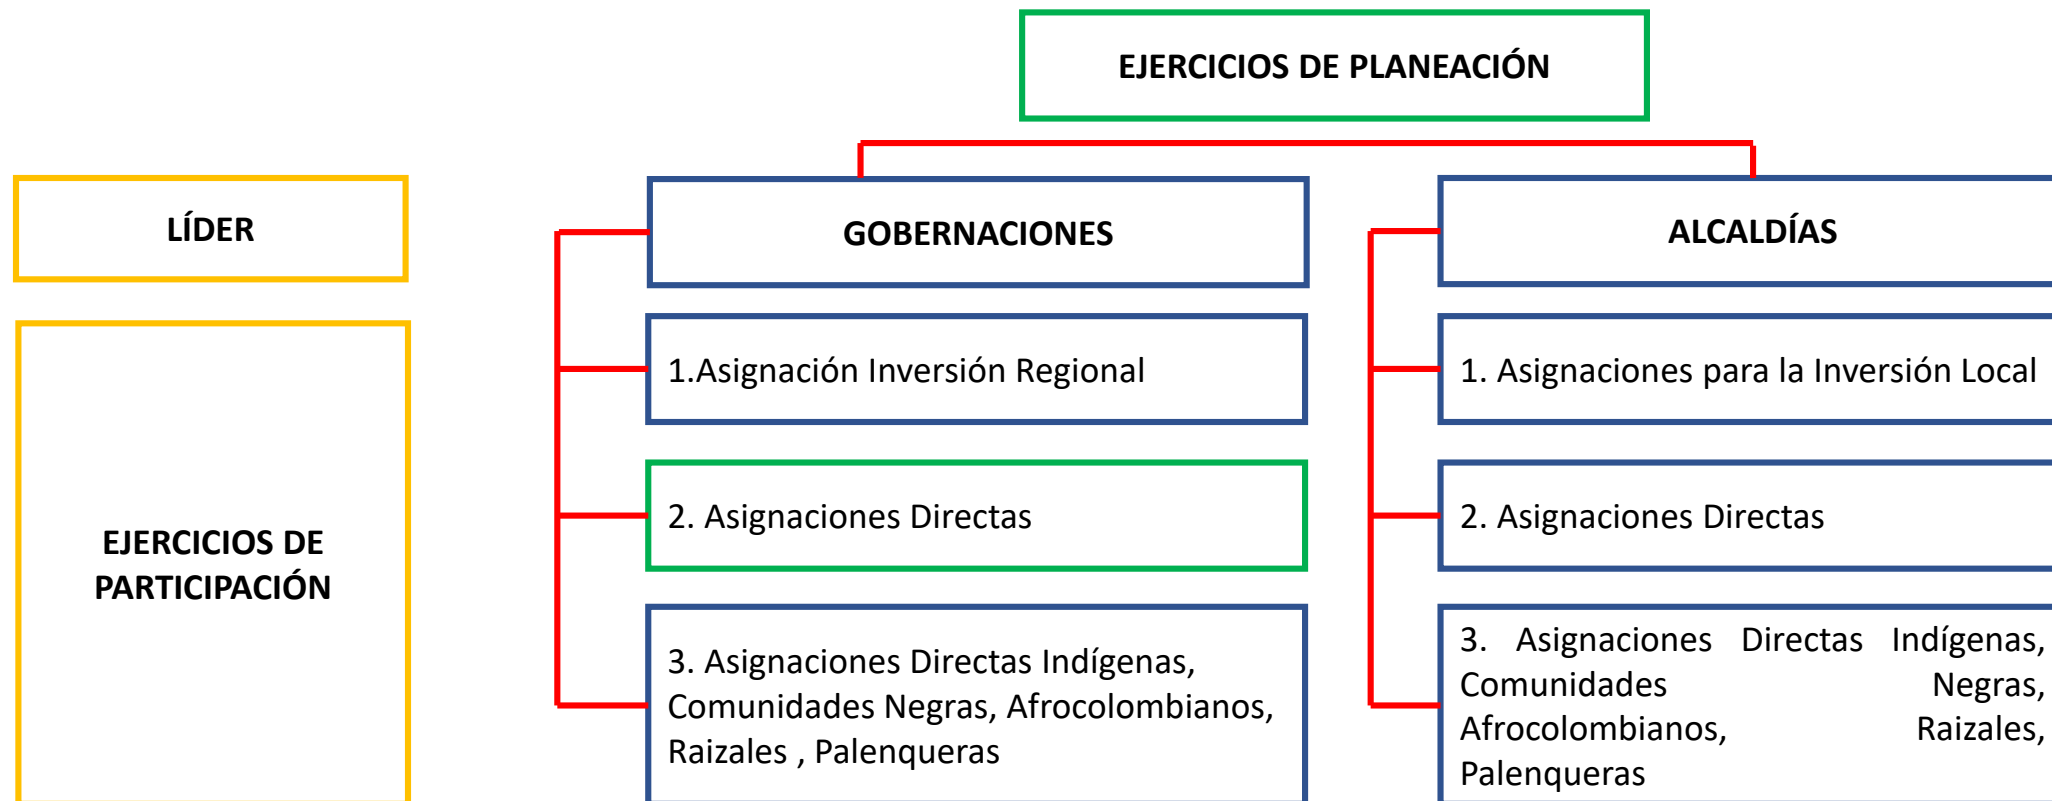 EJERCICIOS DE PLANEACIÓN
LÍDER
GOBERNACIONES
ALCALDÍAS
EJERCICIOS DE
PARTICIPACIÓN
1.Asignación Inversión Regional
2. Asignaciones Directas
3. Asignaciones Directas Indígenas,
Comunidades Negras, Afrocolombianos,
Raizales , Palenqueras
1. Asignaciones para la Inversión Local
2. Asignaciones Directas
3. Asignaciones Directas Indígenas,
Comunidades Negras,
Afrocolombianos, Raizales,
Palenqueras